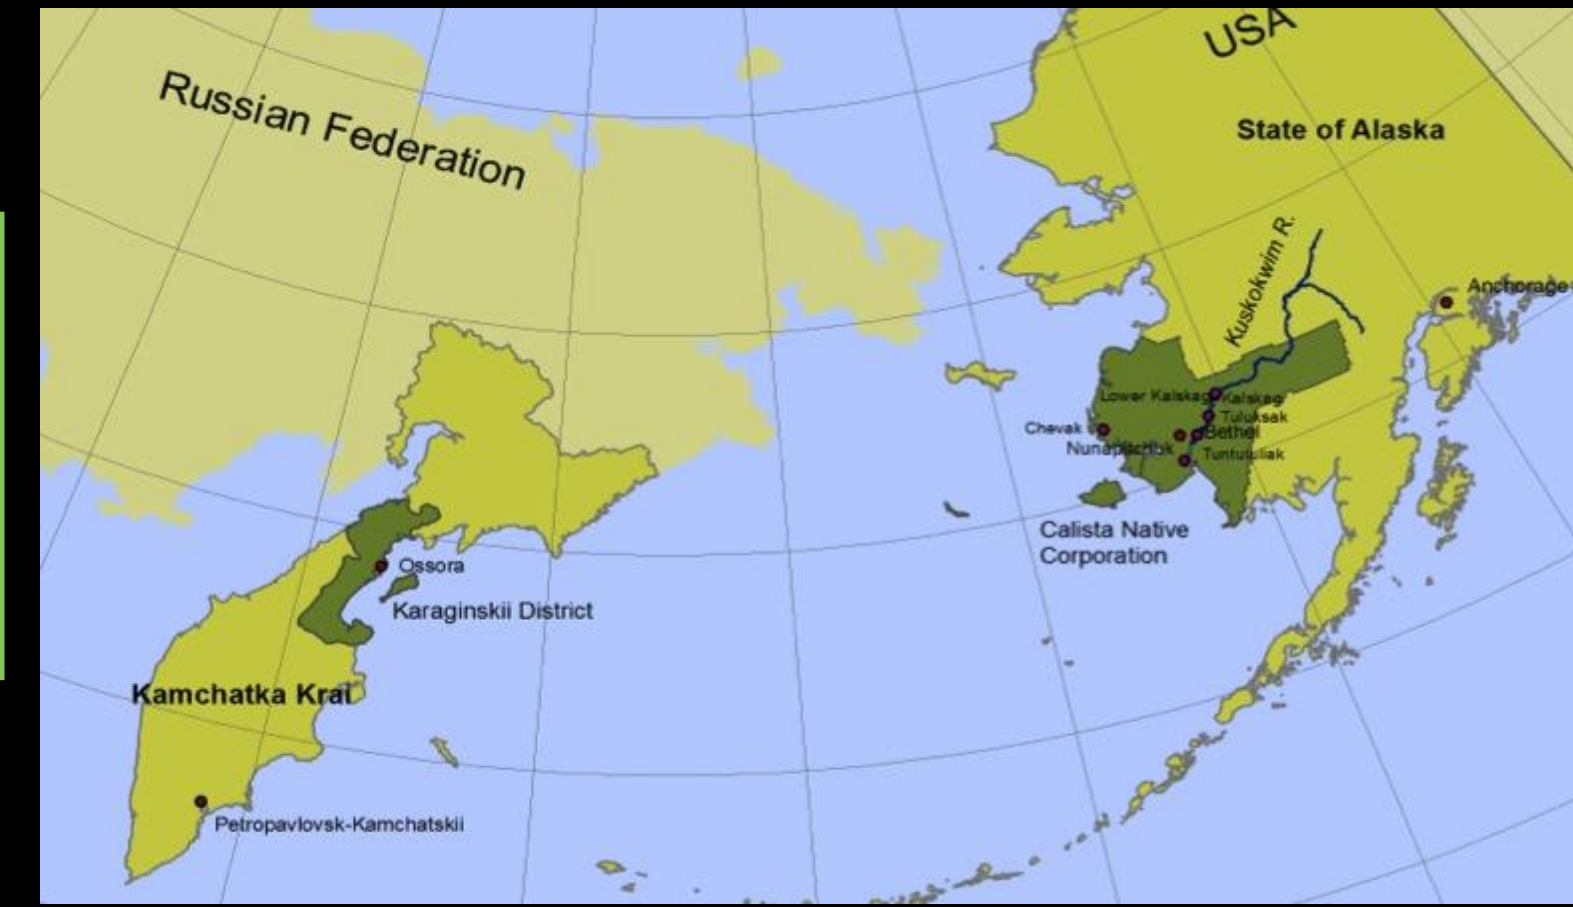 USA
Russian Federation
State of Alaska
Kuskokwim R.
Anchorage
Lower Kalskag
Kalskag
Tuluksak
Chevak
Bethel
Nunapitchuk
Tuntutuliak
Calista Native
Corporation
Ossora
Karaginskii District
Kamchatka Krai
Petropavlovsk-Kamchatskii